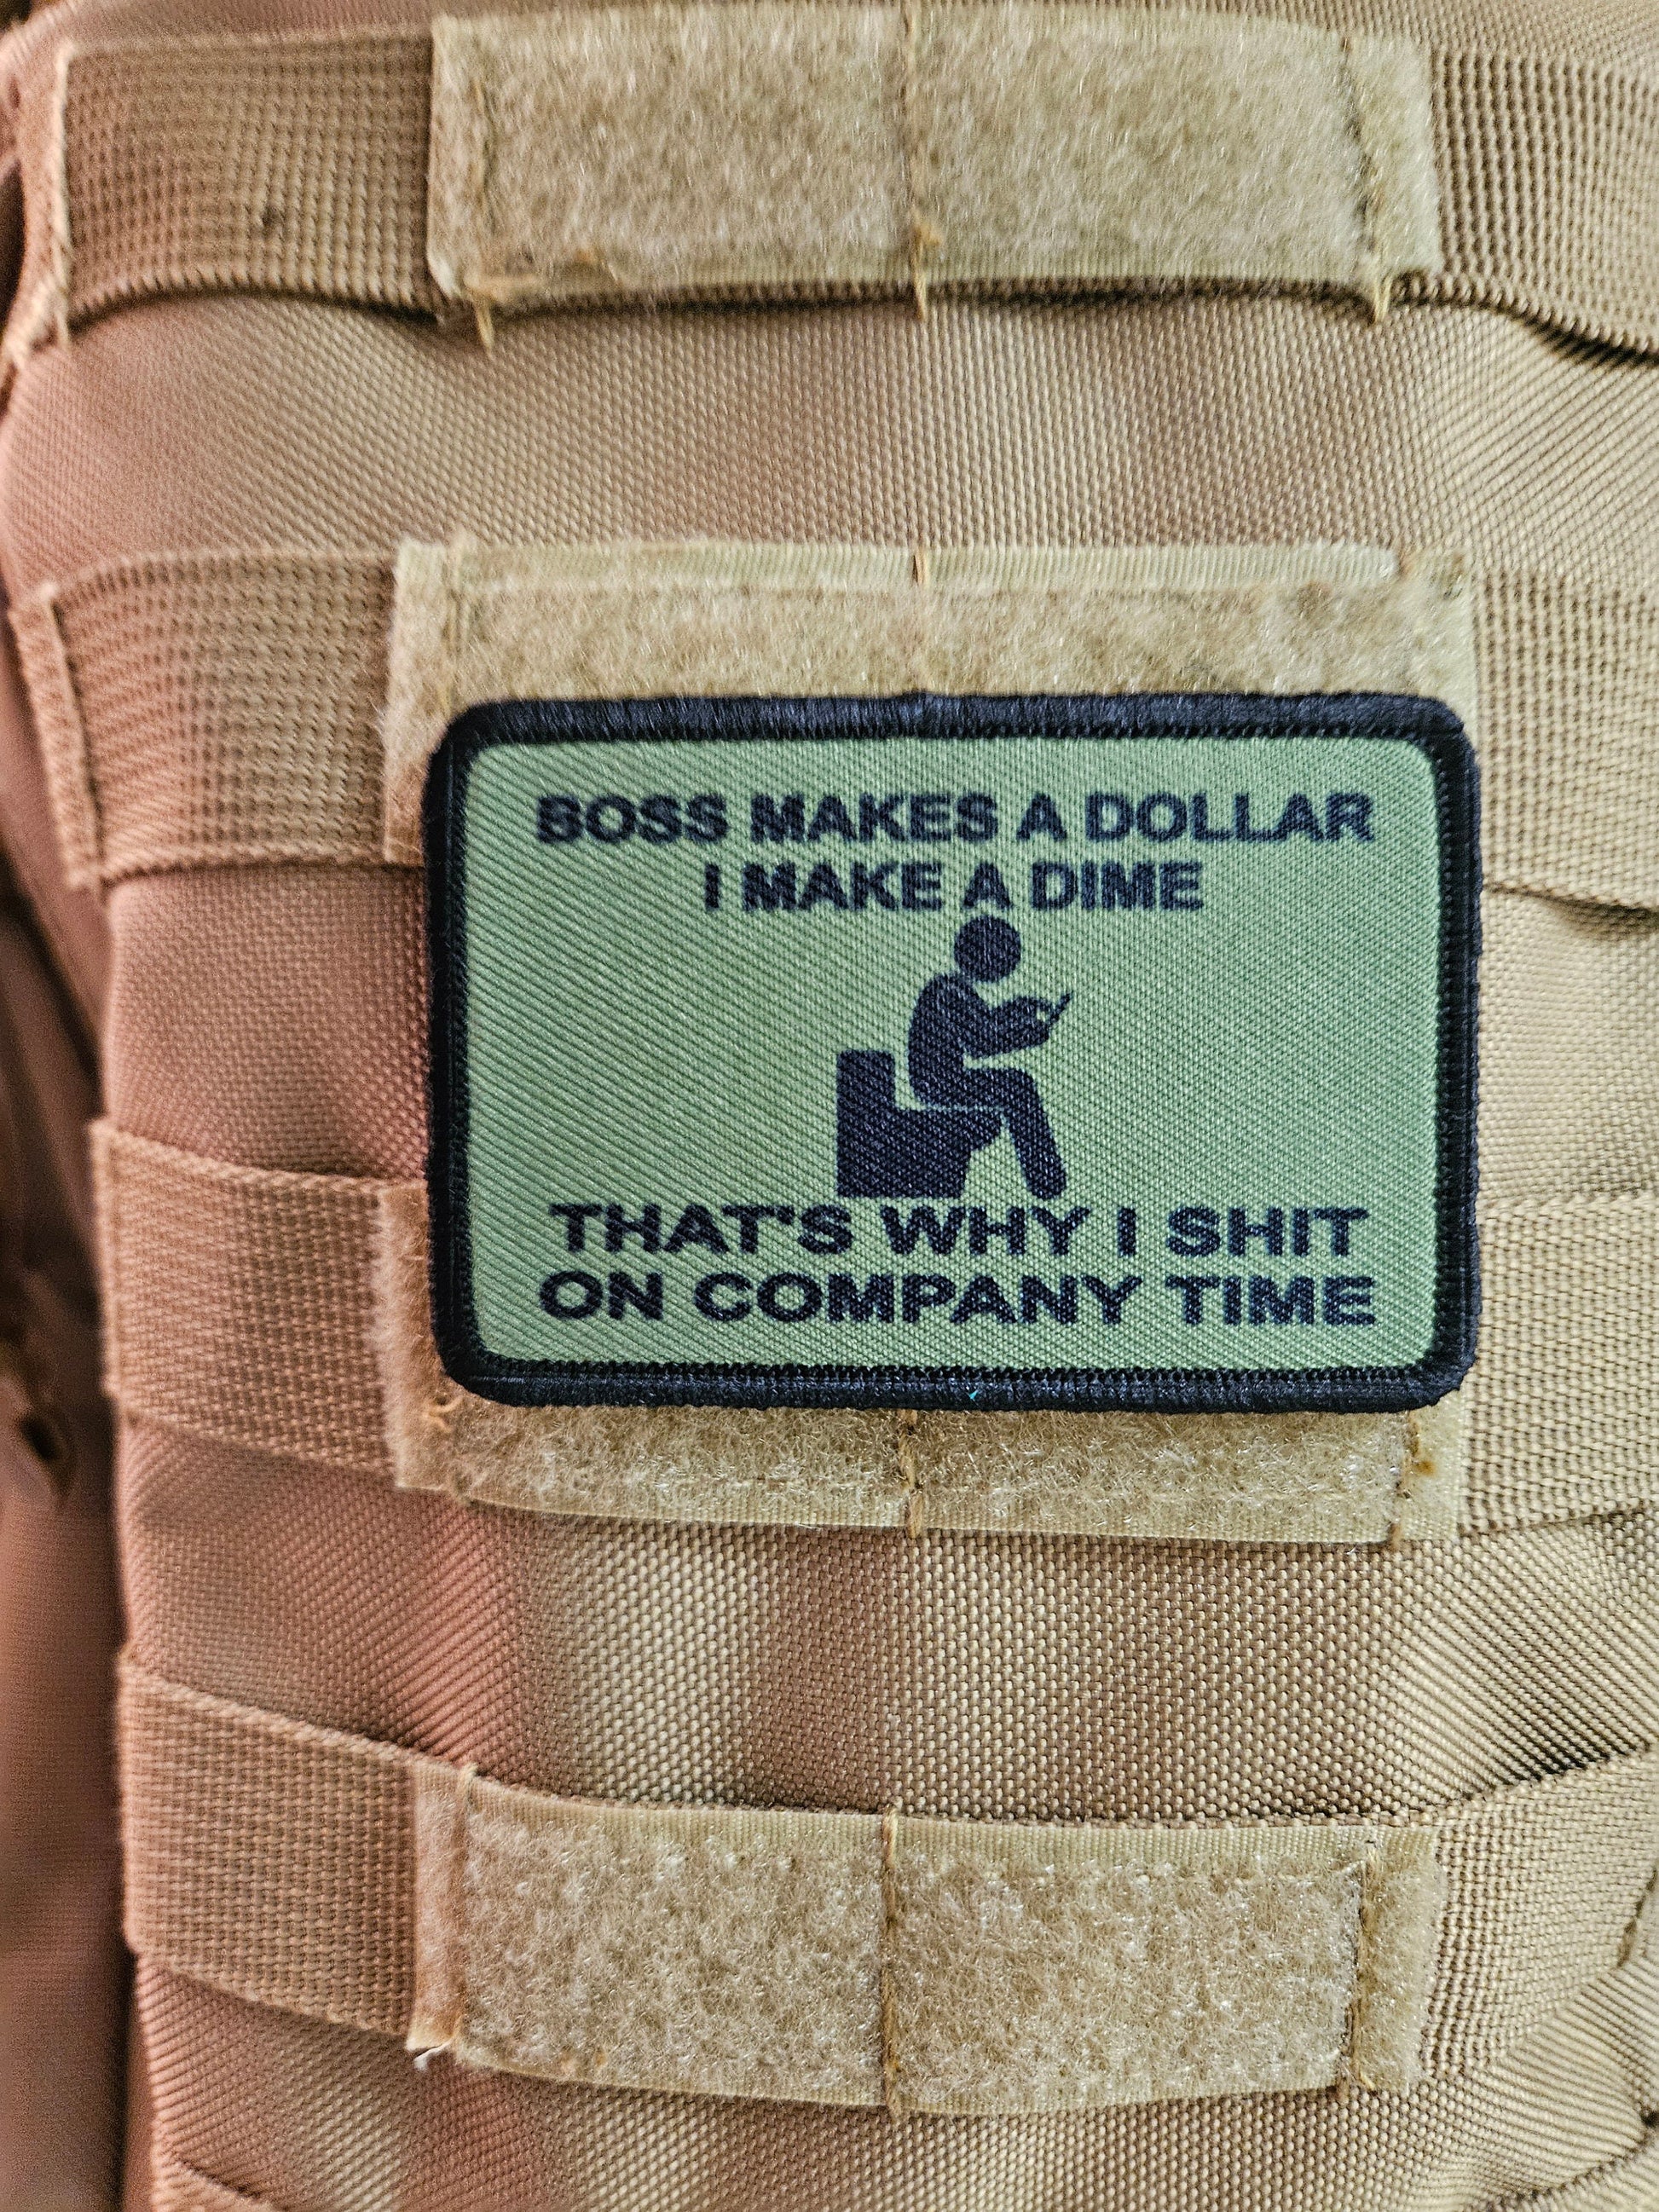 BOSS MAKES A DOLLAR
I MAKE A DIME
THAT'S WHY I SHIT
ON COMPANY TIME